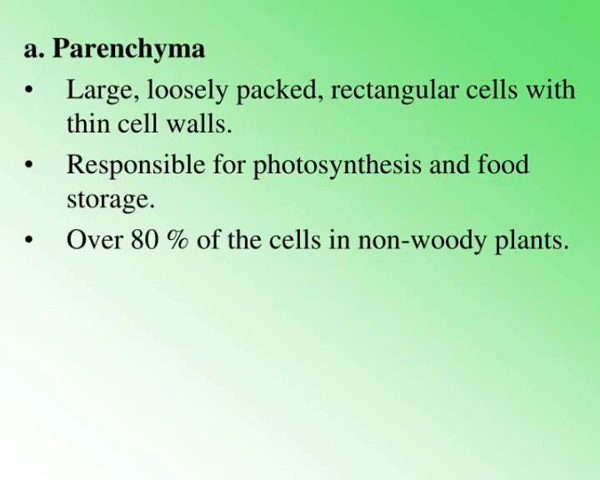 a. Parenchyma
• Large, loosely packed, rectangular cells with
thin cell walls.
• Responsible for photosynthesis and food
storage.
• Over 80 % of the cells in non-woody plants.